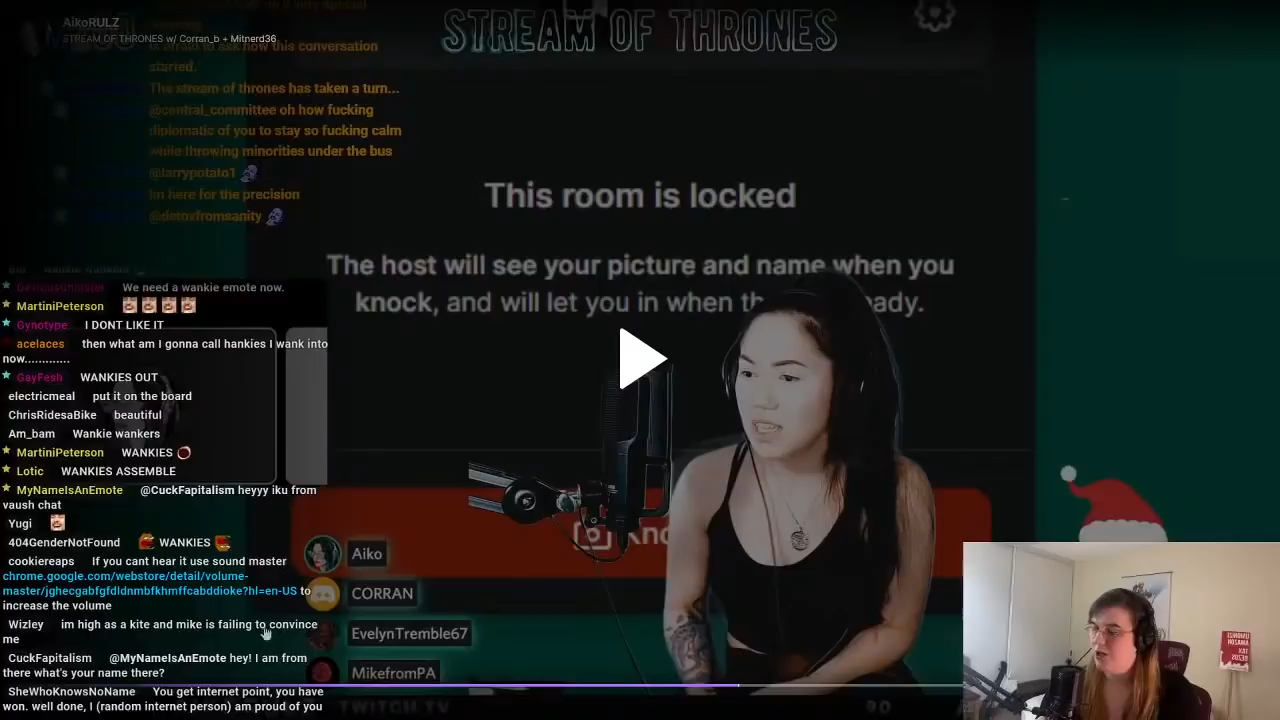 AikoRULZ
STREAM OF THRONES w/ Corran_b + Mitnerd36
STREAM OF THRONES
is afraid to ask how this conversation
started.
The stream of thrones has taken a turn...
@central_committee oh how fucking
diplomatic of you to stay so fucking calm
while throwing minorities under the bus
@larrypotato1
Im here for the precision
@detoxfromsanity
This room is locked
The host will see your picture and name when you
knock, and will let you in when th ady.
Kno
We need a wankie emote now.
MartiniPeterson
Gynotype I DONT LIKE IT
acelaces then what am I gonna call hankies I wank into
now.............
GayFesh WANKIES OUT
electricmeal put it on the board
ChrisRidesaBike beautiful
Am_bam Wankie wankers
MartiniPeterson WANKIES
Lotic WANKIES ASSEMBLE
MyNameIsAnEmote @CuckFapitalism heyyy iku from
vaush chat
Yugi
404GenderNotFound WANKIES
cookiereaps If you cant hear it use sound master
chrome.google.com/webstore/detail/volume-
master/jghecgabfgfdldnmbfkhmffcabddioke?hl=en-US to
increase the volume
Wizley im high as a kite and mike is failing to convince
me
CuckFapitalism @MyNameIsAnEmote hey! I am from
there what's your name there?
SheWhoKnowsNoName You get internet point, you have
won. well done, I (random internet person) am proud of you
Aiko
CORRAN
EvelynTremble67
MikefromPA
TWITCH TV